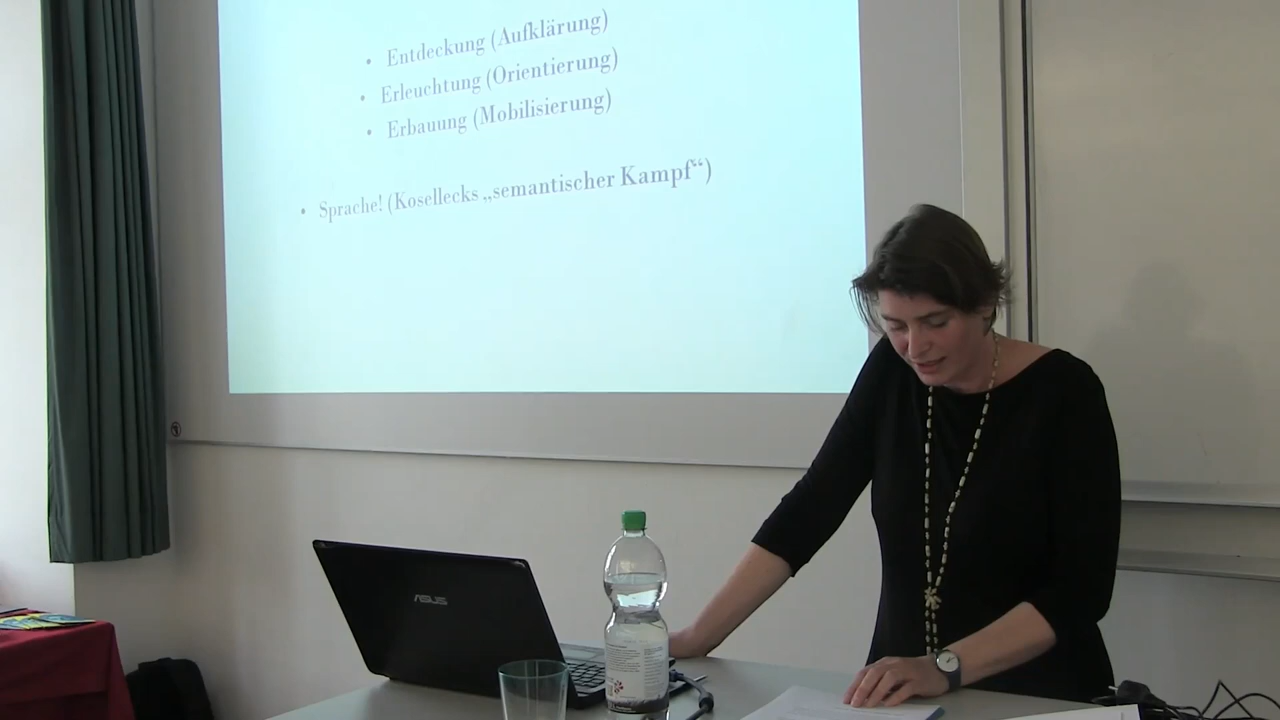 • Entdeckung (Aufklärung)
• Erleuchtung (Orientierung)
• Erbauung (Mobilisierung)
• Sprache! (Kosellecks „semantischer Kampf“)
ASUS